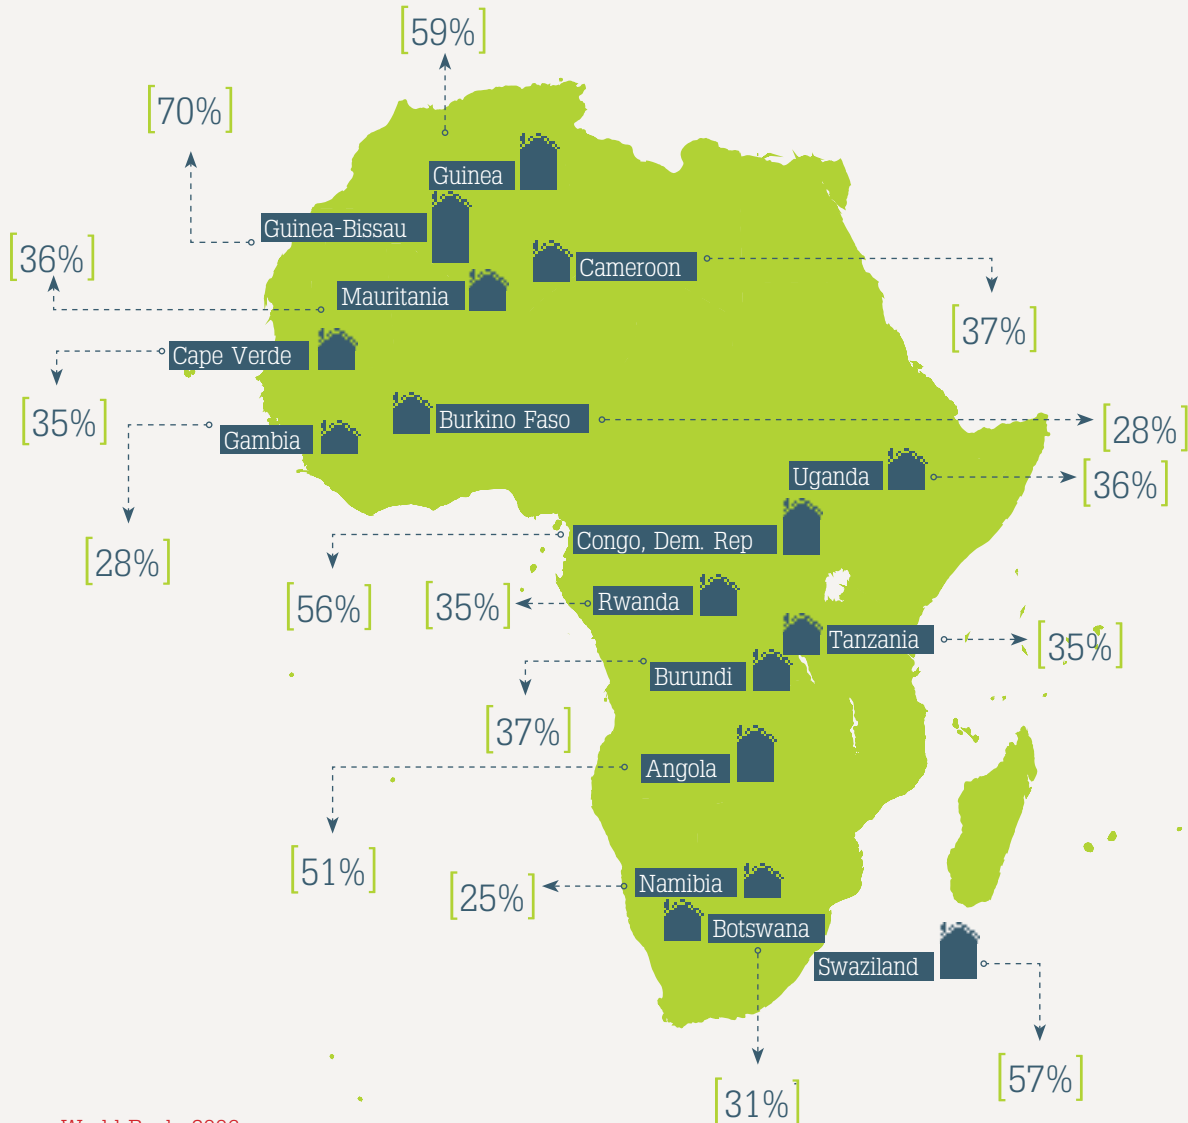 [59%]
[70%]
Guinea
Guinea-Bissau
[36%]
Cameroon
Mauritania
[37%]
Cape Verde
[35%]
Burkino Faso
[28%]
Gambia
Uganda
[36%]
Congo, Dem. Rep
[28%]
[56%]
[35%]
Rwanda
Tanzania
[35%]
Burundi
[37%]
Angola
[51%]
Namibia
[25%]
Botswana
Swaziland
[57%]
[31%]